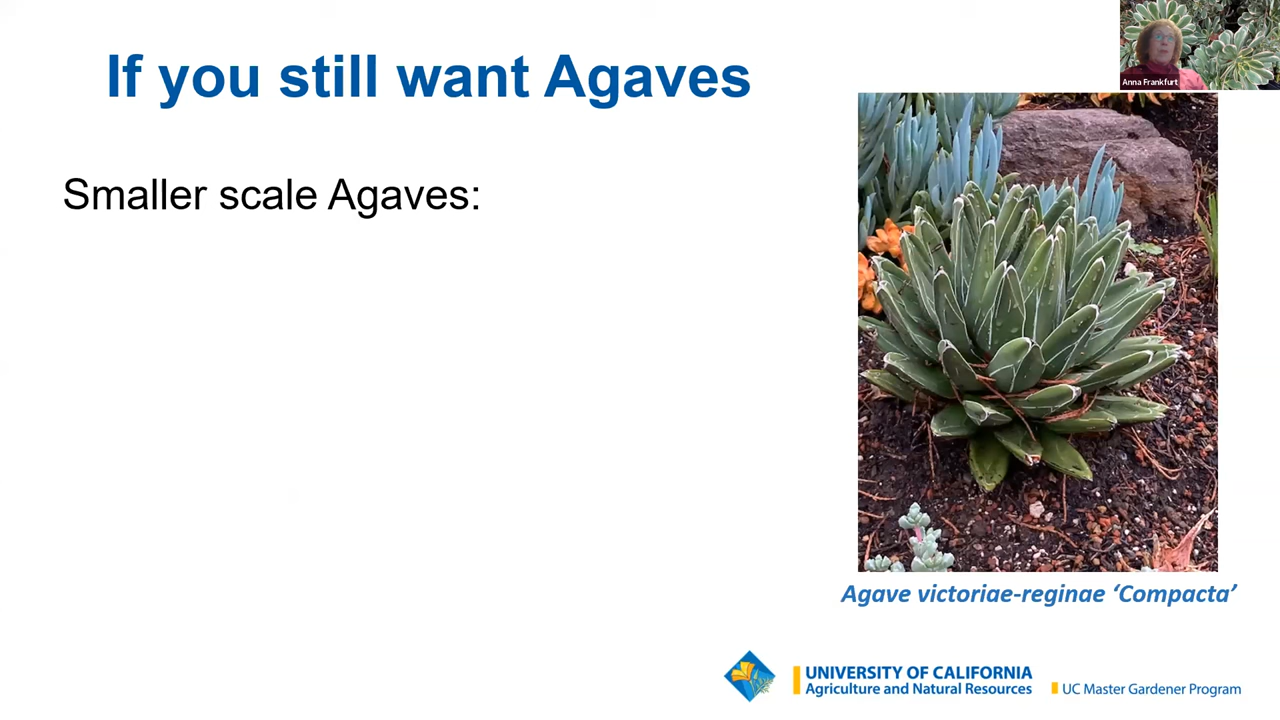 If you still want Agaves
Anna Frankfurt
Smaller scale Agaves:
Agave victoriae-reginae ‘Compacta’
UNIVERSITY OF CALIFORNIA
Agriculture and Natural Resources
UC Master Gardener Program